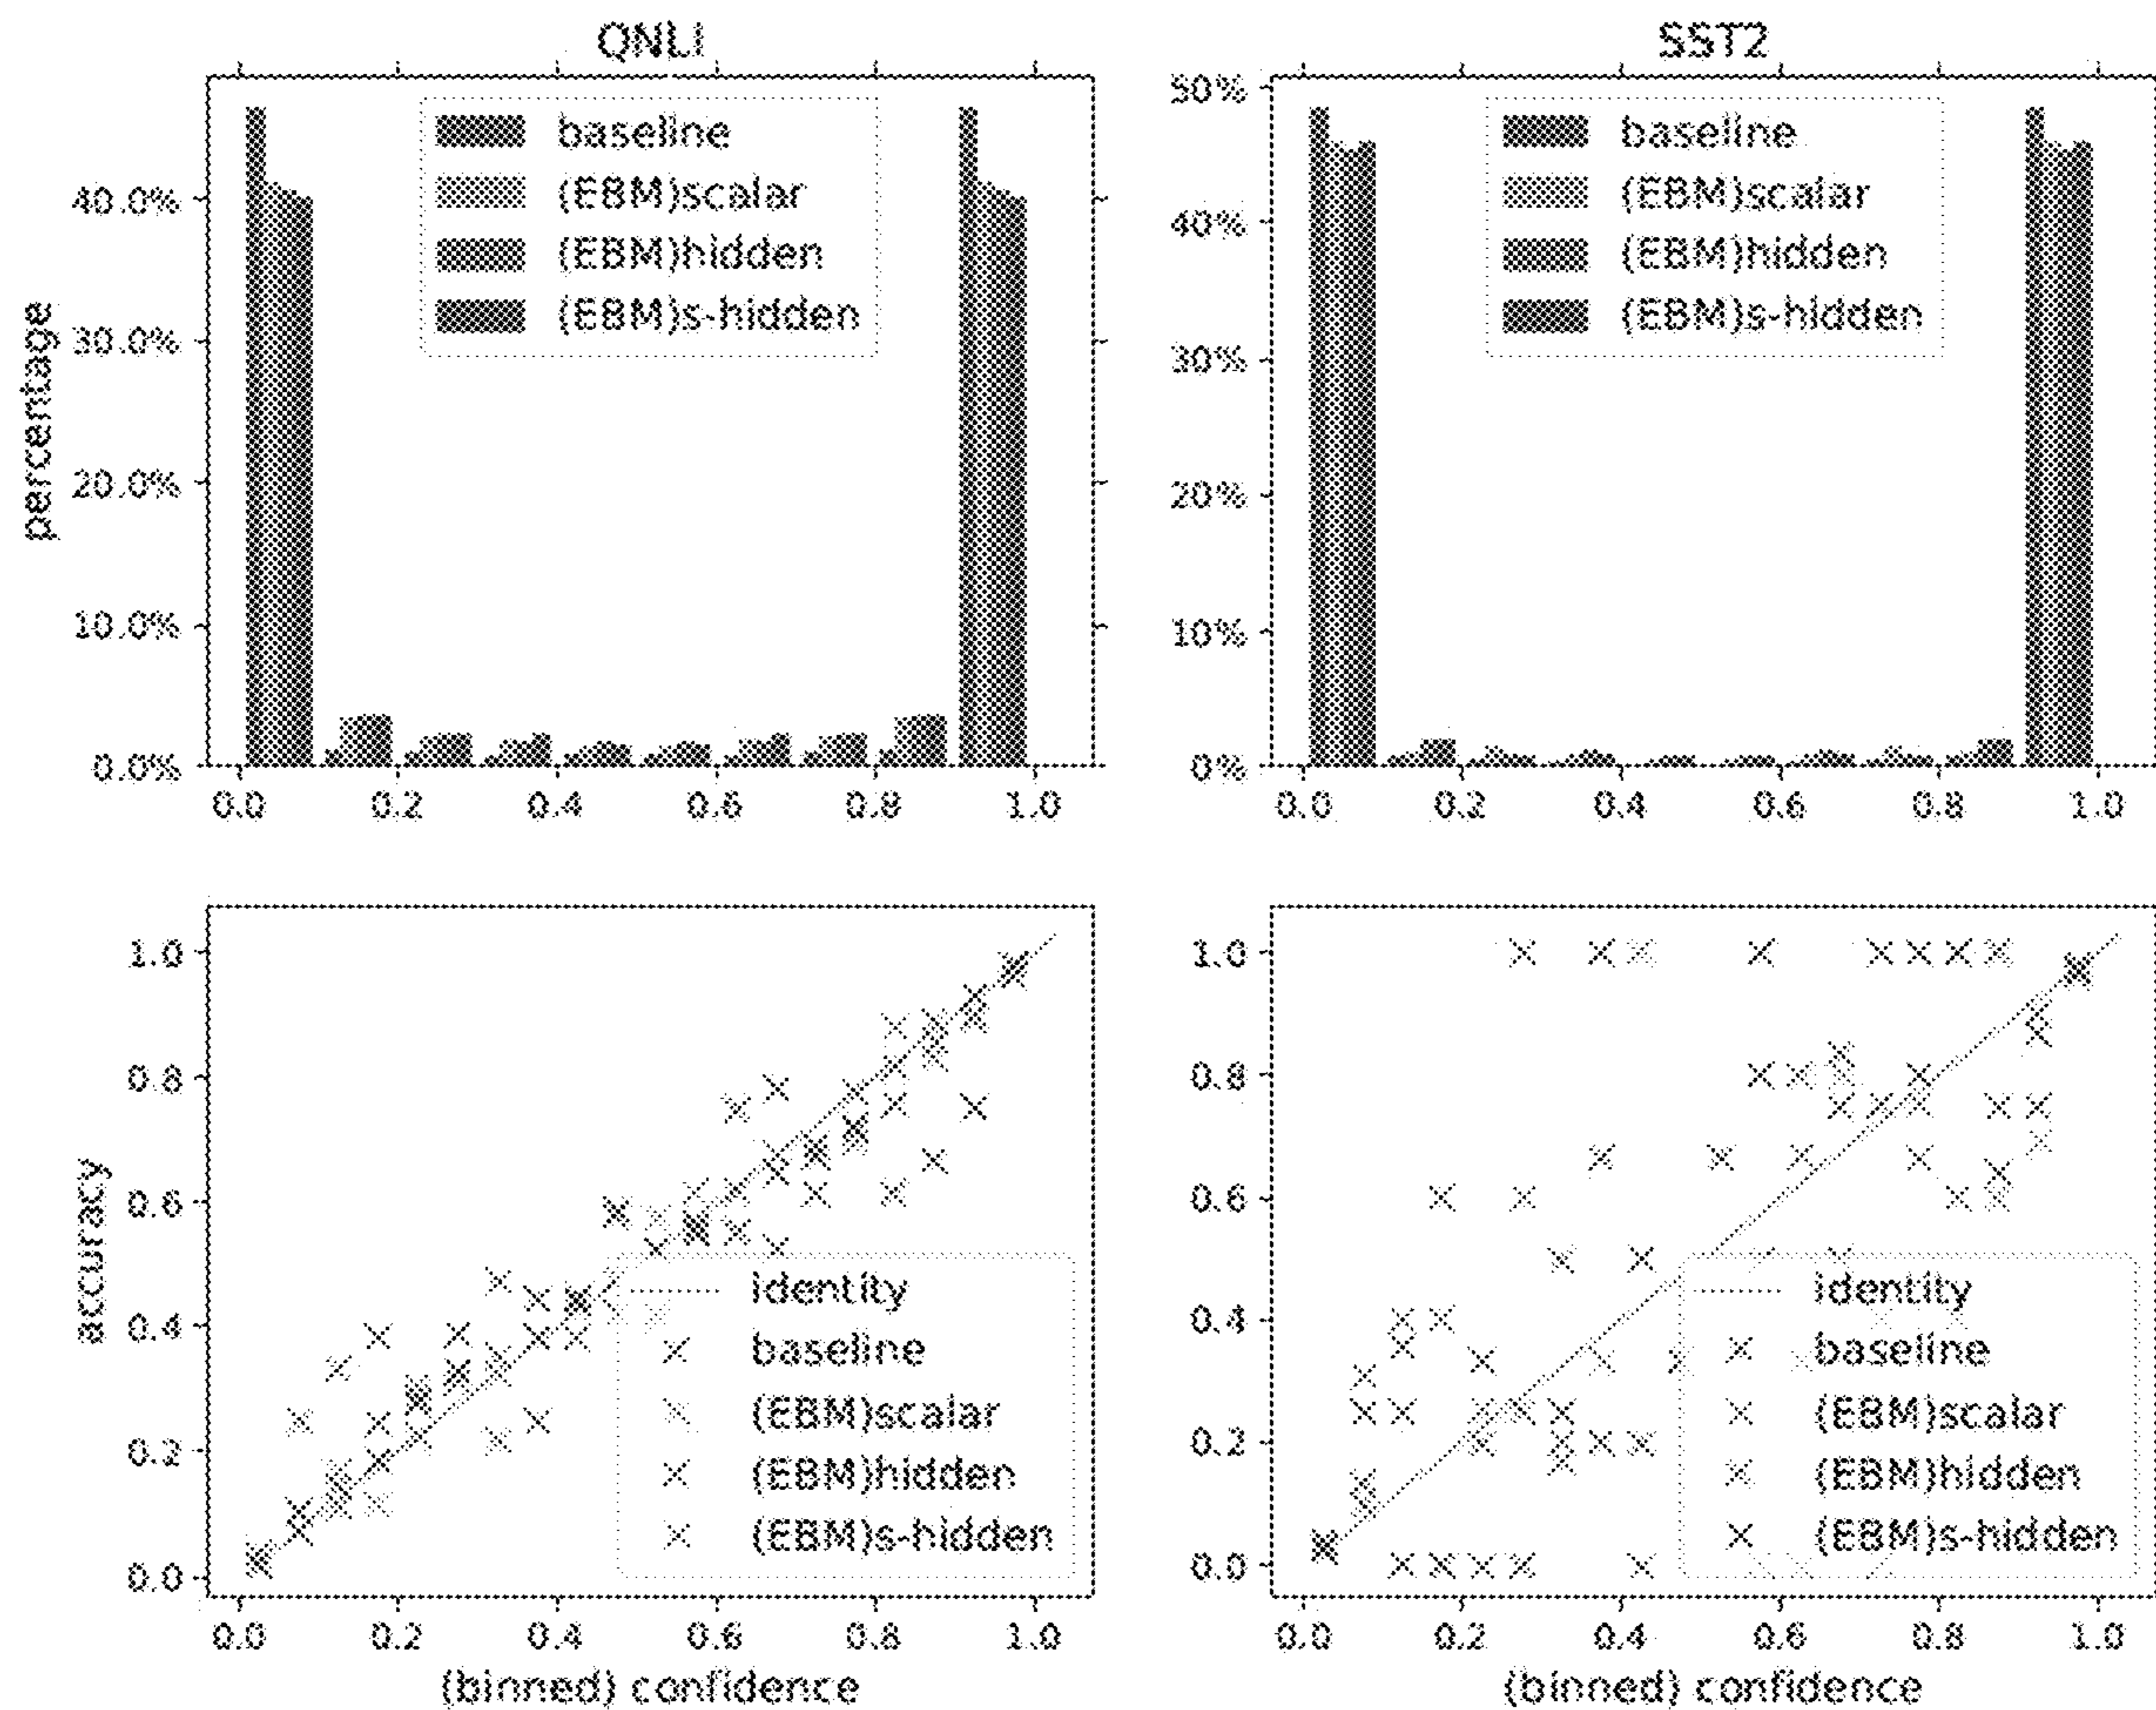 QNLI
percentage
40.0%
30.0%
20.0%
10.0%
0.0%
baseline
(EBM)scalar
(EBM)hidden
(EBM)s-hidden
0.0 0.2 0.4 0.6 0.8 1.0
SST2
50%
40%
30%
20%
10%
0%
baseline
(EBM)scalar
(EBM)hidden
(EBM)s-hidden
0.0 0.2 0.4 0.6 0.8 1.0
accuracy
1.0
0.8
0.6
0.4
0.2
0.0
identity
baseline
(EBM)scalar
(EBM)hidden
(EBM)s-hidden
0.0 0.2 0.4 0.6 0.8 1.0
(binned) confidence
1.0
0.8
0.6
0.4
0.2
0.0
identity
baseline
(EBM)scalar
(EBM)hidden
(EBM)s-hidden
0.0 0.2 0.4 0.6 0.8 1.0
(binned) confidence